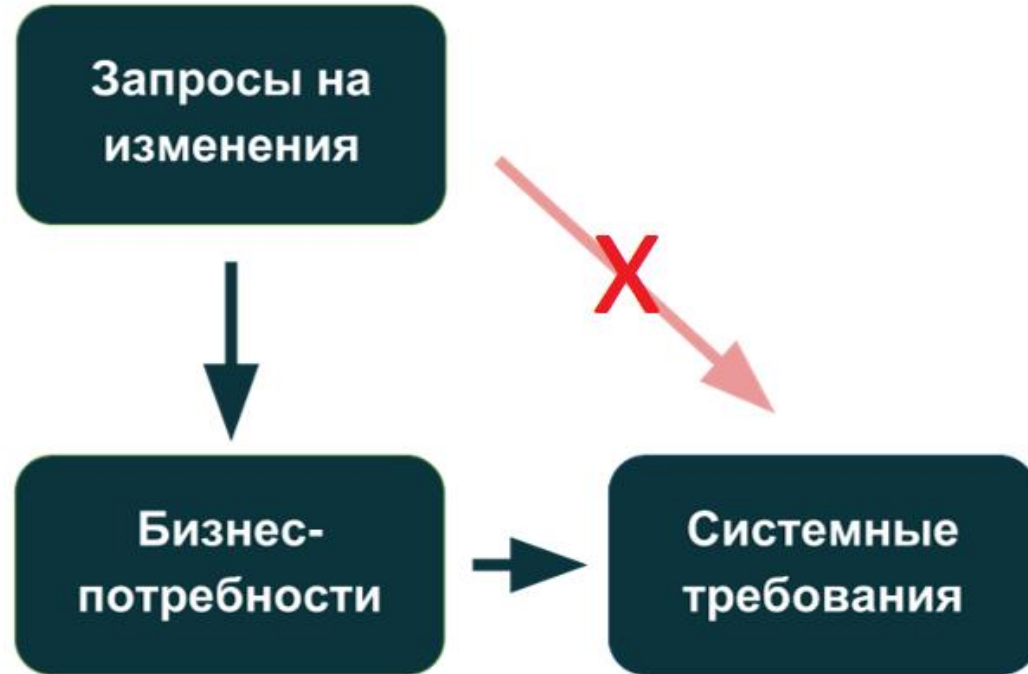 Запросы на
изменения
X
Бизнес-
потребности
Системные
требования